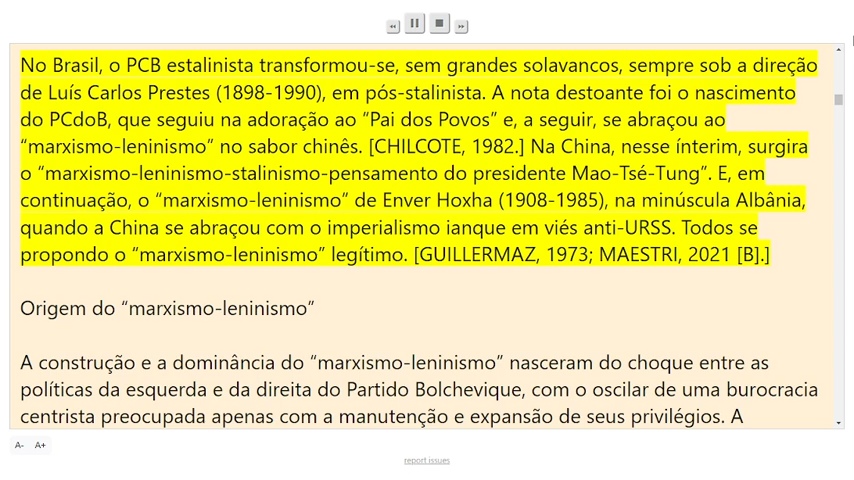 No Brasil, o PCB estalinista transformou-se, sem grandes solavancos, sempre sob a direção
de Luís Carlos Prestes (1898-1990), em pós-stalinista. A nota destoante foi o nascimento
do PCdoB, que seguiu na adoração ao “Pai dos Povos” e, a seguir, se abraçou ao
“marxismo-leninismo” no sabor chinês. [CHILCOTE, 1982.] Na China, nesse ínterim, surgira
o “marxismo-leninismo-stalinismo-pensamento do presidente Mao-Tsé-Tung”. E, em
continuação, o “marxismo-leninismo” de Enver Hoxha (1908-1985), na minúscula Albânia,
quando a China se abraçou com o imperialismo ianque em viés anti-URSS. Todos se
propondo o “marxismo-leninismo” legítimo. [GUILLERMAZ, 1973; MAESTRI, 2021 [B].]
Origem do “marxismo-leninismo”
A construção e a dominância do “marxismo-leninismo” nasceram do choque entre as
políticas da esquerda e da direita do Partido Bolchevique, com o oscilar de uma burocracia
centrista preocupada apenas com a manutenção e expansão de seus privilégios. A
A- A+
report issues